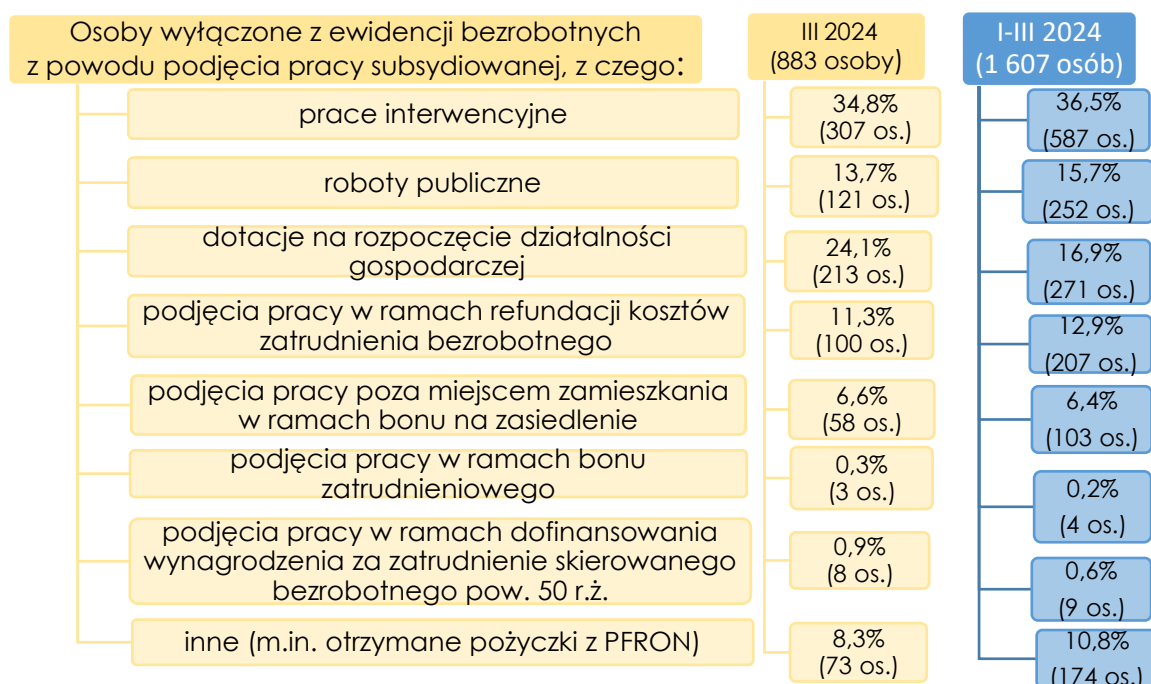 Osoby wyłączone z ewidencji bezrobotnych
z powodu podjęcia pracy subsydiowanej, z czego:
III 2024
(883 osoby)
I-III 2024
(1 607 osób)
prace interwencyjne
34,8%
(307 os.)
36,5%
(587 os.)
roboty publiczne
13,7%
(121 os.)
15,7%
(252 os.)
dotacje na rozpoczęcie działalności
gospodarczej
24,1%
(213 os.)
16,9%
(271 os.)
podjęcia pracy w ramach refundacji kosztów
zatrudnienia bezrobotnego
11,3%
(100 os.)
12,9%
(207 os.)
podjęcia pracy poza miejscem zamieszkania
w ramach bonu na zasiedlenie
6,6%
(58 os.)
6,4%
(103 os.)
podjęcia pracy w ramach bonu
zatrudnieniowego
0,3%
(3 os.)
0,2%
(4 os.)
podjęcia pracy w ramach dofinansowania
wynagrodzenia za zatrudnienie skierowanego
bezrobotnego pow. 50 r.ż.
0,9%
(8 os.)
0,6%
(9 os.)
inne (m.in. otrzymane pożyczki z PFRON)
8,3%
(73 os.)
10,8%
(174 os.)